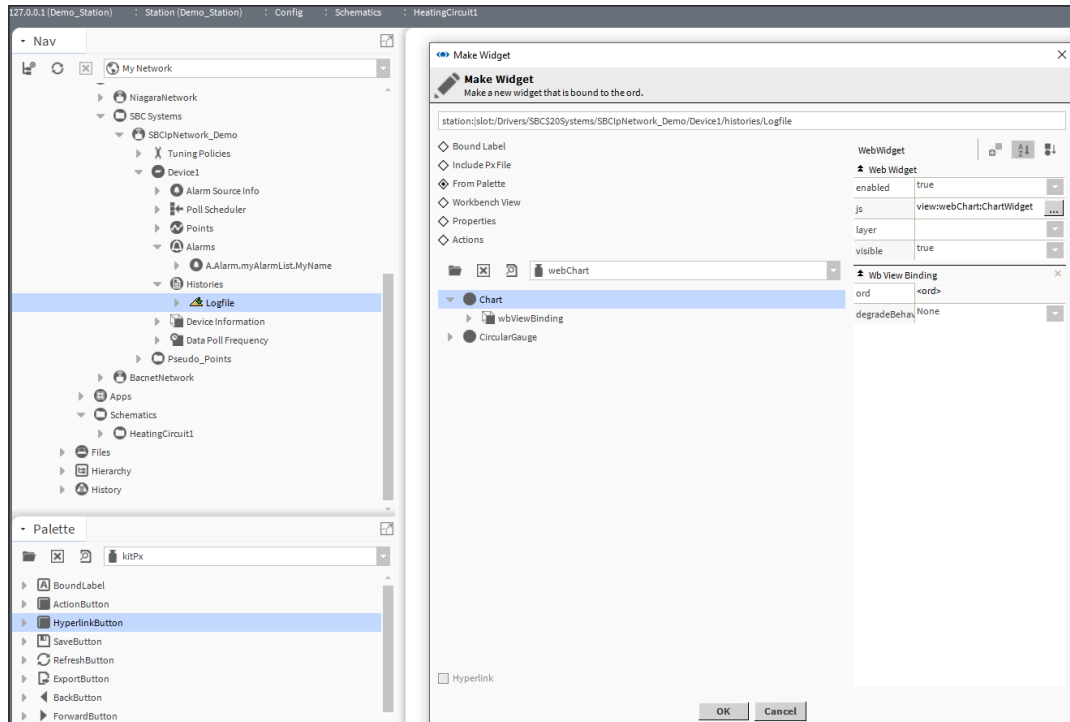 127.0.0.1 (Demo_Station) : Station (Demo_Station) : Config : Schematics : HeatingCircuit1
Nav
My Network
NiagaraNetwork
SBC Systems
SBCIpNetwork_Demo
Tuning Policies
Device1
Alarm Source Info
Poll Scheduler
Points
Alarms
A.Alarm.myAlarmList.MyName
Histories
Logfile
Device Information
Data Poll Frequency
Pseudo_Points
BacnetNetwork
Apps
Schematics
HeatingCircuit1
Files
Hierarchy
History
Palette
kitPx
BoundLabel
ActionButton
HyperlinkButton
SaveButton
RefreshButton
ExportButton
BackButton
ForwardButton
Make Widget
Make Widget
Make a new widget that is bound to the ord.
station:|slot:/Drivers/SBC$20Systems/SBCIpNetwork_Demo/Device1/histories/Logfile
Bound Label
Include Px File
From Palette
Workbench View
Properties
Actions
webChart
Chart
wbViewBinding
CircularGauge
WebWidget
Web Widget
enabled true
js view:webChart:ChartWidget ...
layer
visible true
Wb View Binding
ord <ord>
degradeBehav None
Hyperlink
OK Cancel